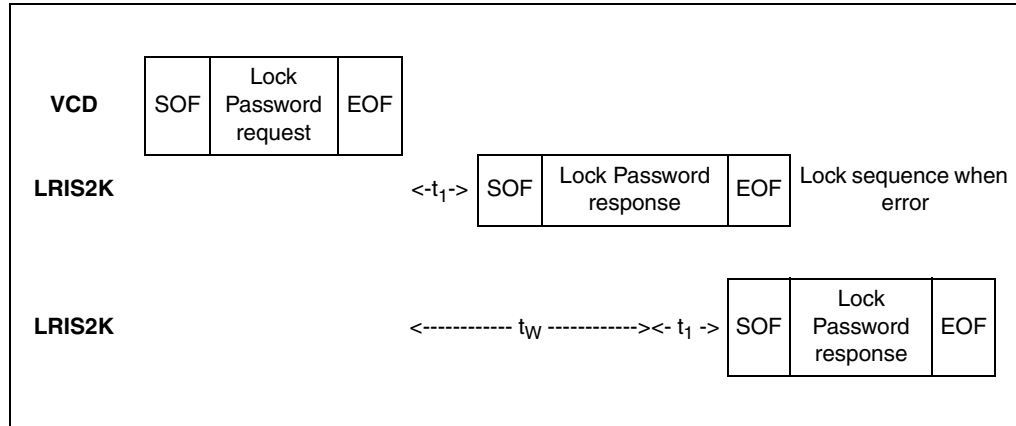 VCD SOF Lock Password request EOF
LRIS2K <-t₁-> SOF Lock Password response EOF Lock sequence when error
LRIS2K <------------ tW ------------><- t₁ -> SOF Lock Password response EOF